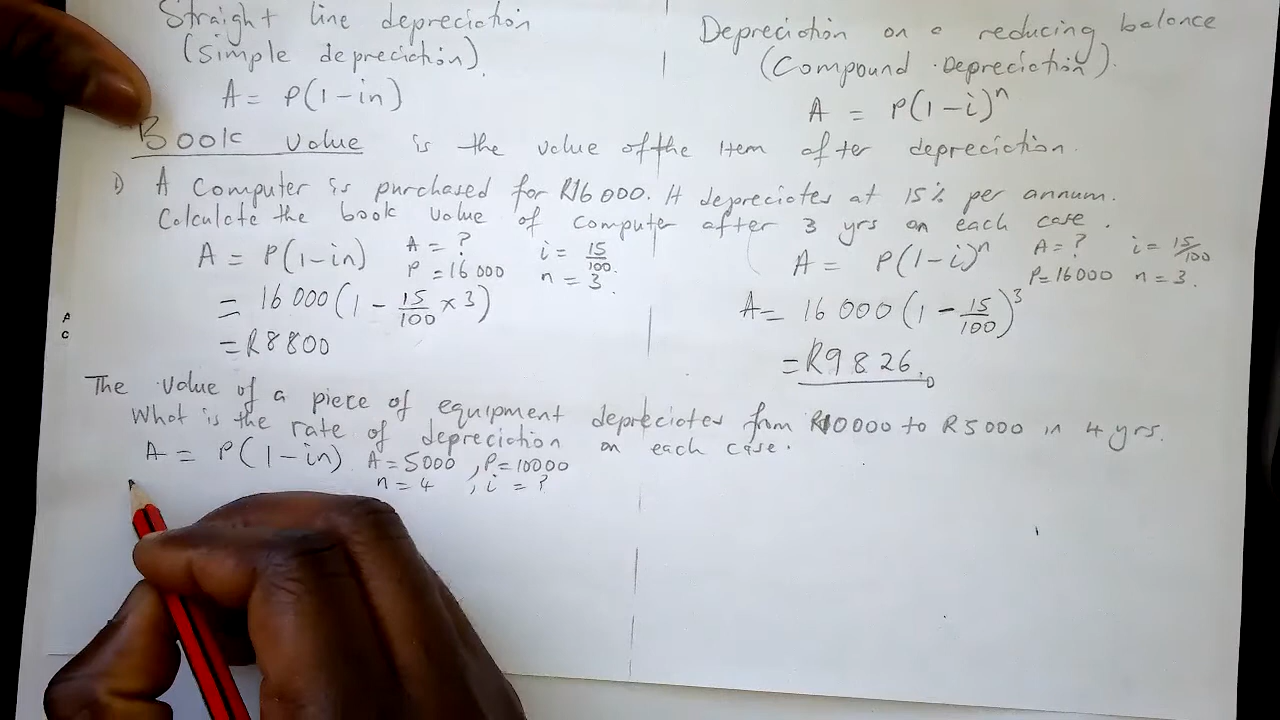 Straight line depreciation
(Simple depreciation).
A = P(1-in)
Depreciation on a reducing balance
(Compound Depreciation).
A = P(1-i)^n
Book value is the value of the item after depreciation.
1) A computer is purchased for R16 000. It depreciates at 15% per annum.
Calculate the book value of computer after 3 yrs on each case.
A = P(1-in)
A = ?
P = 16 000
i = 15/100
n = 3.
= 16 000(1 - 15/100 × 3)
= R8800
A = P(1-i)^n
A = ?
P = 16000
i = 15/100
n = 3.
A = 16 000(1 - 15/100)^3
= R9 826.
The value of a piece of equipment depreciates from R10000 to R5000 in 4 yrs.
What is the rate of depreciation on each case.
A = P(1-in)
A = 5000, P = 10000
n = 4, i = ?